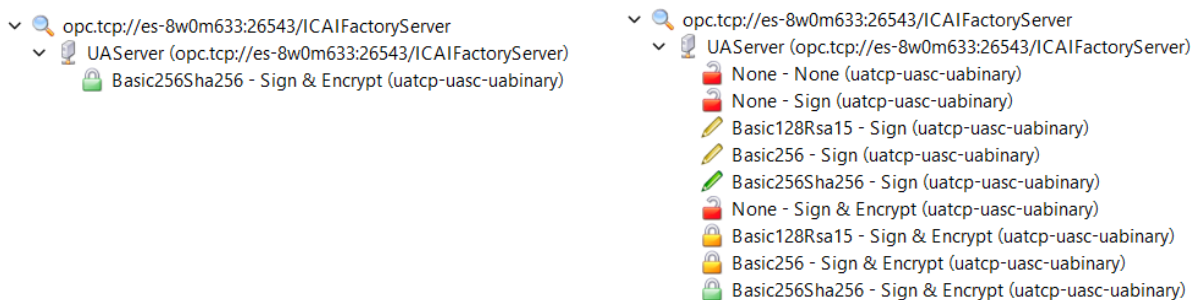 opc.tcp://es-8w0m633:26543/ICAIFactoryServer
UAServer (opc.tcp://es-8w0m633:26543/ICAIFactoryServer)
Basic256Sha256 - Sign & Encrypt (uatcp-uasc-uabinary)
opc.tcp://es-8w0m633:26543/ICAIFactoryServer
UAServer (opc.tcp://es-8w0m633:26543/ICAIFactoryServer)
None - None (uatcp-uasc-uabinary)
None - Sign (uatcp-uasc-uabinary)
Basic128Rsa15 - Sign (uatcp-uasc-uabinary)
Basic256 - Sign (uatcp-uasc-uabinary)
Basic256Sha256 - Sign (uatcp-uasc-uabinary)
None - Sign & Encrypt (uatcp-uasc-uabinary)
Basic128Rsa15 - Sign & Encrypt (uatcp-uasc-uabinary)
Basic256 - Sign & Encrypt (uatcp-uasc-uabinary)
Basic256Sha256 - Sign & Encrypt (uatcp-uasc-uabinary)